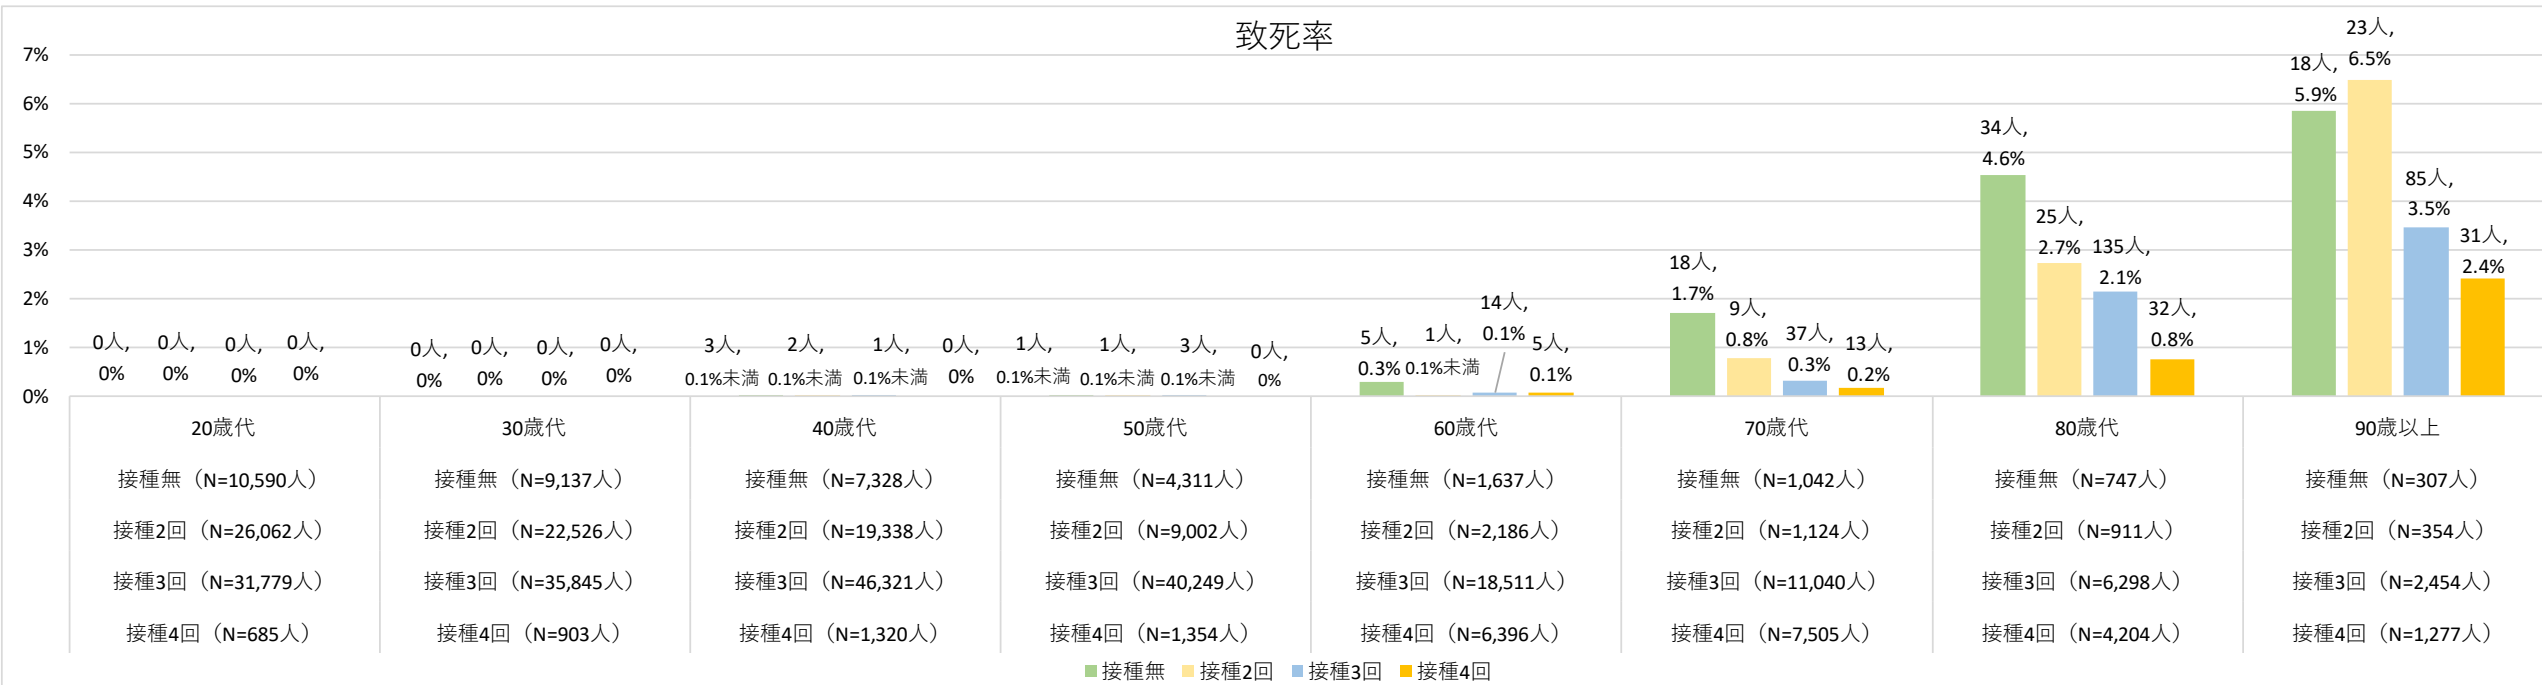 致死率
7%
6%
5%
4%
3%
2%
1%
0%
0人,
0%
0人,
0%
0人,
0%
0人,
0%
0人,
0%
0人,
0%
0人,
0%
0人,
0%
3人,
0.1%未満
2人,
0.1%未満
1人,
0.1%未満
0人,
0%
1人,
0.1%未満
1人,
0.1%未満
3人,
0.1%未満
0人,
0%
5人,
0.3%
1人,
0.1%未満
14人,
0.1%
5人,
0.1%
18人,
1.7%
9人,
0.8%
37人,
0.3%
13人,
0.2%
34人,
4.6%
25人,
2.7%
135人,
2.1%
32人,
0.8%
18人,
5.9%
23人,
6.5%
85人,
3.5%
31人,
2.4%
20歳代
接種無（N=10,590人）
接種2回（N=26,062人）
接種3回（N=31,779人）
接種4回（N=685人）
30歳代
接種無（N=9,137人）
接種2回（N=22,526人）
接種3回（N=35,845人）
接種4回（N=903人）
40歳代
接種無（N=7,328人）
接種2回（N=19,338人）
接種3回（N=46,321人）
接種4回（N=1,320人）
50歳代
接種無（N=4,311人）
接種2回（N=9,002人）
接種3回（N=40,249人）
接種4回（N=1,354人）
60歳代
接種無（N=1,637人）
接種2回（N=2,186人）
接種3回（N=18,511人）
接種4回（N=6,396人）
70歳代
接種無（N=1,042人）
接種2回（N=1,124人）
接種3回（N=11,040人）
接種4回（N=7,505人）
80歳代
接種無（N=747人）
接種2回（N=911人）
接種3回（N=6,298人）
接種4回（N=4,204人）
90歳以上
接種無（N=307人）
接種2回（N=354人）
接種3回（N=2,454人）
接種4回（N=1,277人）
接種無 接種2回 接種3回 接種4回